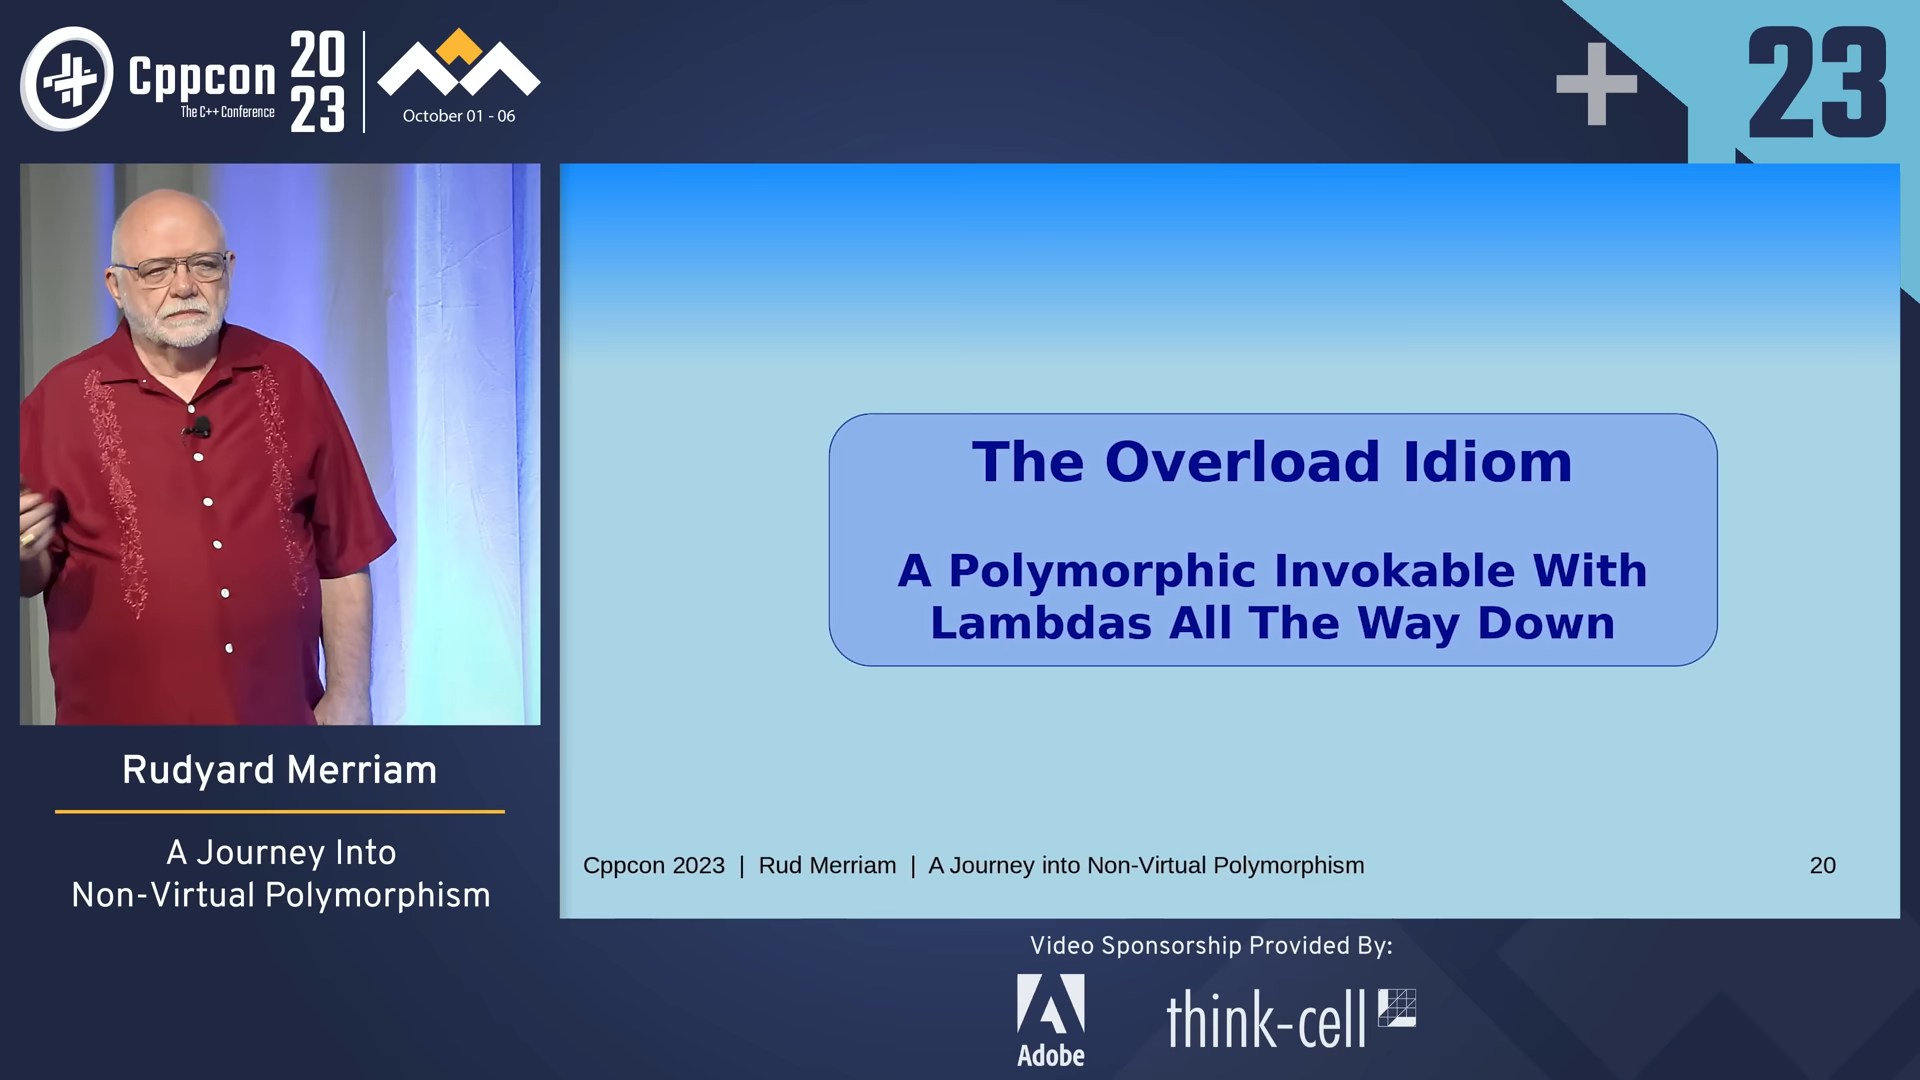 Cppcon
The C++ Conference
20
23
October 01 - 06
23
The Overload Idiom
A Polymorphic Invokable With
Lambdas All The Way Down
Cppcon 2023 | Rud Merriam | A Journey into Non-Virtual Polymorphism
20
Rudyard Merriam
A Journey Into
Non-Virtual Polymorphism
Video Sponsorship Provided By:
Adobe
think-cell